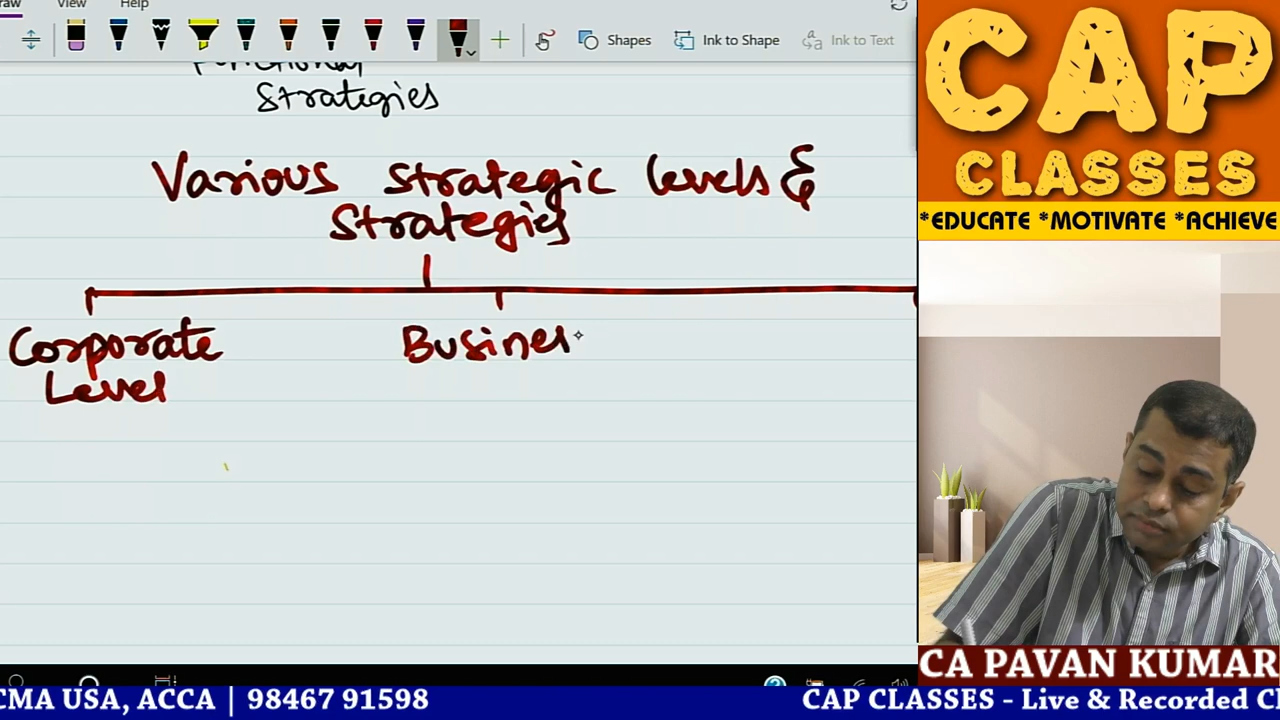 View Help
Shapes Ink to Shape Ink to Text
Functional
Strategies
Various Strategic levels &
Strategies
Corporate
Level
Busines
CAP
CLASSES
*EDUCATE *MOTIVATE *ACHIEVE
CA PAVAN KUMAR
CMA USA, ACCA | 98467 91598
CAP CLASSES - Live & Recorded